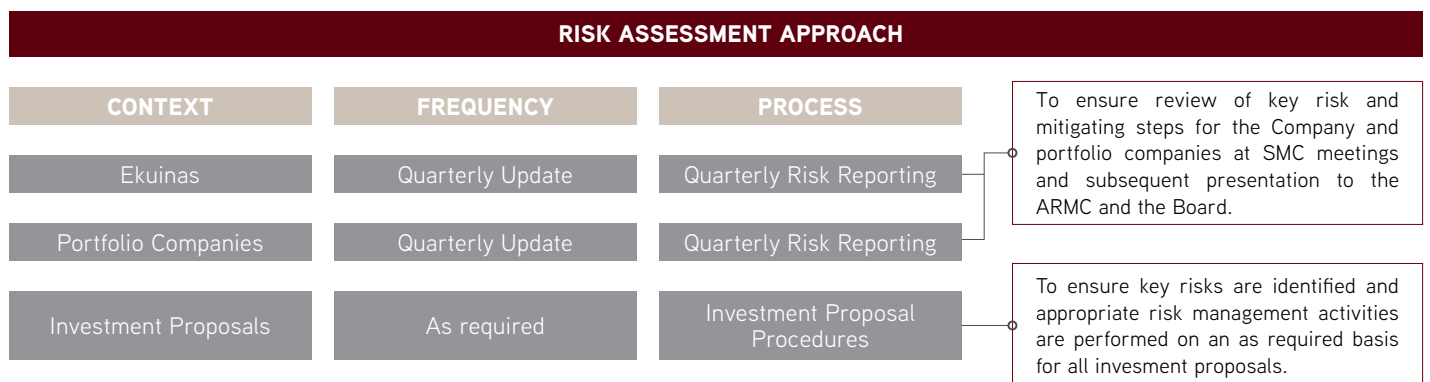 RISK ASSESSMENT APPROACH
CONTEXT
FREQUENCY
PROCESS
Ekuinas
Quarterly Update
Quarterly Risk Reporting
Portfolio Companies
Quarterly Update
Quarterly Risk Reporting
To ensure review of key risk and
mitigating steps for the Company and
portfolio companies at SMC meetings
and subsequent presentation to the
ARMC and the Board.
Investment Proposals
As required
Investment Proposal
Procedures
To ensure key risks are identified and
appropriate risk management activities
are performed on an as required basis
for all invesment proposals.